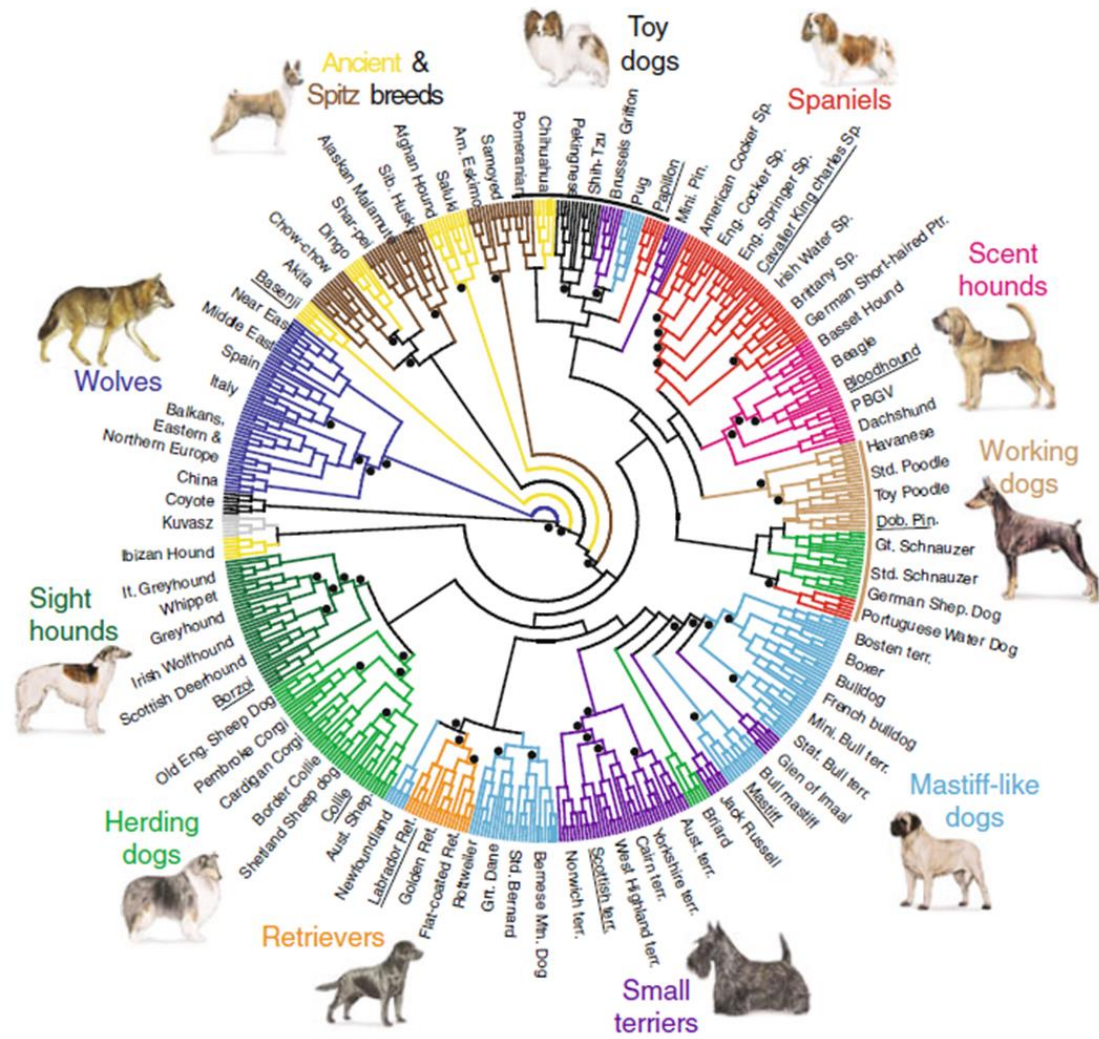 Ancient &
Spitz breeds
Toy
dogs
Spaniels
Scent
hounds
Working
dogs
Mastiff-like
dogs
Small
terriers
Retrievers
Herding
dogs
Sight
hounds
Wolves
Coyote
China
Balkans,
Eastern &
Northern Europe
Italy
Spain
Middle East
Near East
Basenji
Akita
Chow-chow
Dingo
Shar-pei
Alaskan Malamute
Sib. Husk
Afghan Hound
Saluki
Am. Eskimo
Samoyed
Pomeranian
Chihuahua
Pekingnese
Shih-Tzu
Brussels Griffon
Pug
Papillon
Mini. Pin.
American Cocker Sp.
Eng. Cocker Sp.
Eng. Springer Sp.
Cavalier King charles Sp.
Irish Water Sp.
Brittany Sp.
German Short-haired Ptr.
Basset Hound
Beagle
Bloodhound
PBGV
Dachshund
Havanese
Std. Poodle
Toy Poodle
Dob. Pin.
Gt. Schnauzer
Std. Schnauzer
German Shep. Dog
Portuguese Water Dog
Bosten terr.
Boxer
Bulldog
French bulldog
Mini. Bull terr.
Staf. Bull terr.
Glen of Imaal
Bull mastiff
Mastiff
Jack Russell
Briard
Aust. terr.
Yorkshire terr.
Cairn terr.
West Highland terr.
Scottish terr.
Norwich terr.
Bernese Mtn. Dog
Std. Bernard
Grt. Dane
Rottweiler
Flat-coated Ret.
Golden Ret.
Labrador Ret.
Newfoundland
Aust. Shep.
Collie
Shetland Sheep dog
Border Collie
Cardigan Corgi
Pembroke Corgi
Old Eng. Sheep Dog
Borzoi
Scottish Deerhound
Irish Wolfhound
Greyhound
Whippet
It. Greyhound
Ibizan Hound
Kuvasz